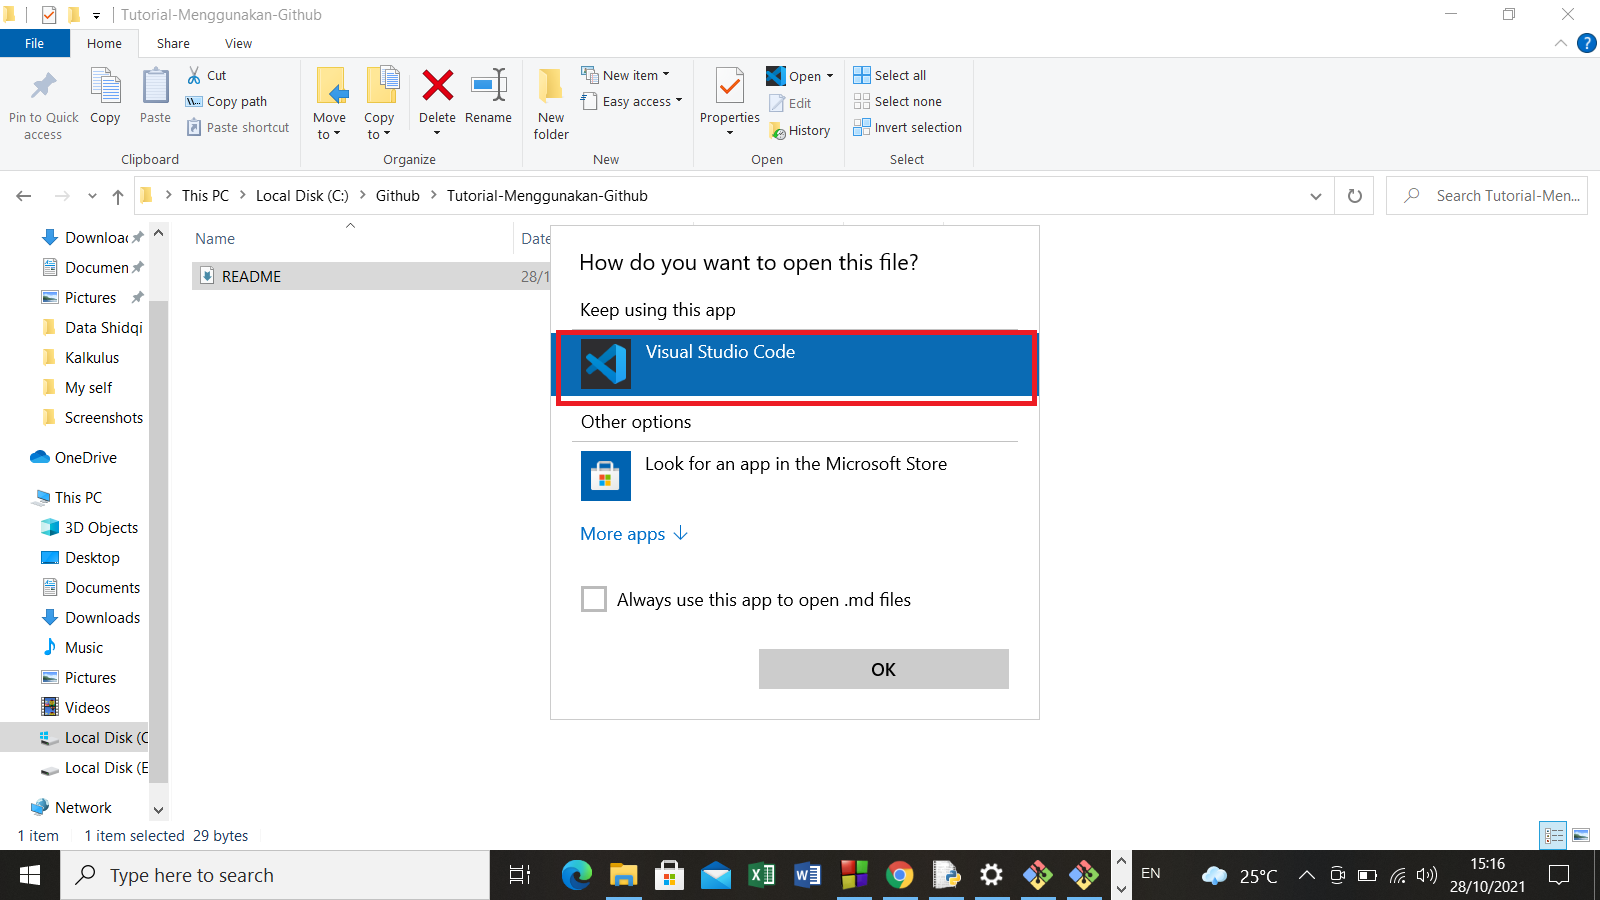 Tutorial-Menggunakan-Github
File
Home
Share
View
Pin to Quick access
Copy
Paste
Cut
Copy path
Paste shortcut
Clipboard
Move to
Copy to
Delete
Rename
Organize
New folder
New item
Easy access
New
Properties
Open
Edit
History
Open
Select all
Select none
Invert selection
Select
This PC
Local Disk (C:)
Github
Tutorial-Menggunakan-Github
Search Tutorial-Men...
Downloa
Documen
Pictures
Data Shidqi
Kalkulus
My self
Screenshots
OneDrive
This PC
3D Objects
Desktop
Documents
Downloads
Music
Pictures
Videos
Local Disk (C
Local Disk (E
Network
Name
Date
README
28/1
How do you want to open this file?
Keep using this app
Visual Studio Code
Other options
Look for an app in the Microsoft Store
More apps
Always use this app to open .md files
OK
1 item
1 item selected 29 bytes
Type here to search
EN
25°C
15:16
28/10/2021